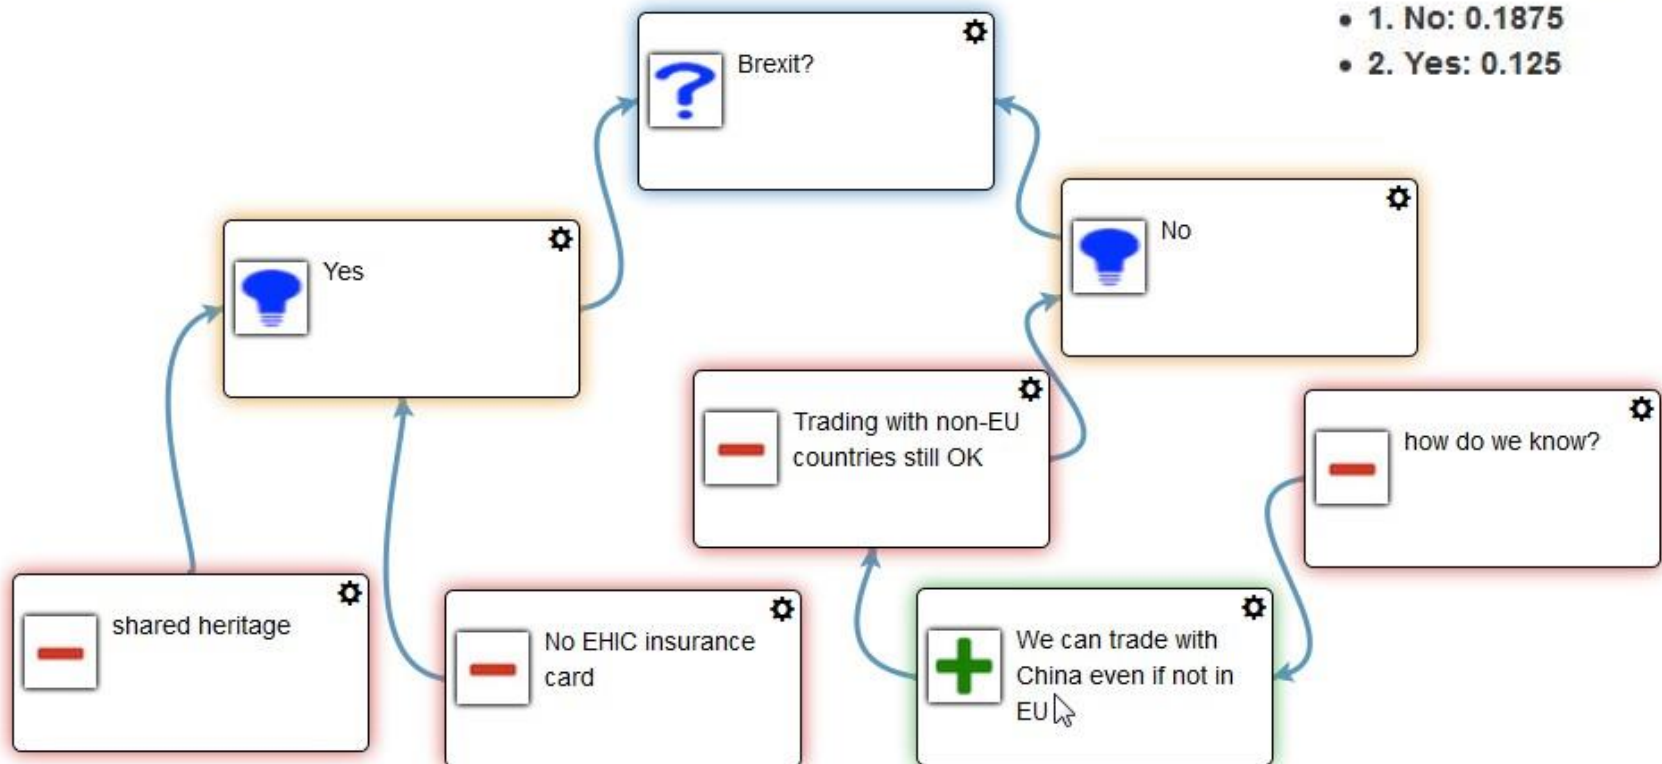 1. No: 0.1875
2. Yes: 0.125
Brexit?
Yes
No
Trading with non-EU
countries still OK
how do we know?
shared heritage
No EHIC insurance
card
We can trade with
China even if not in
EU